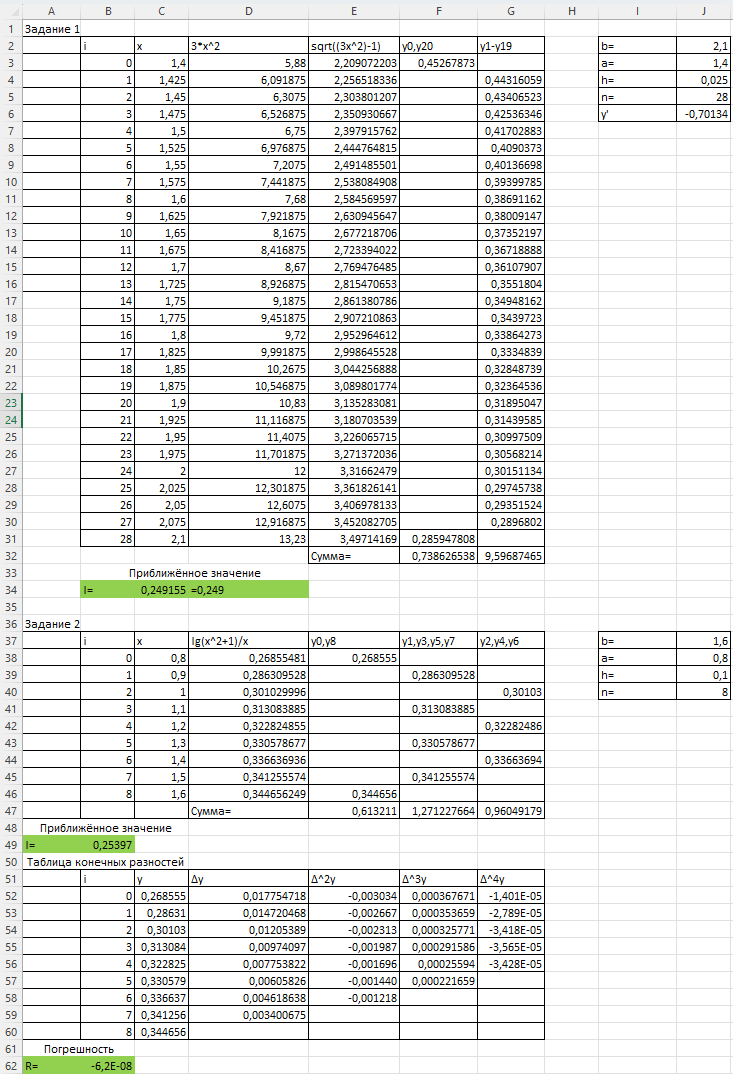 A B C D E F G H I J
1 Задание 1
2 i x 3*x^2 sqrt((3x^2)-1) y0,y20 y1-y19 b= 2,1
3 0 1,4 5,88 2,209072203 0,45267873 a= 1,4
4 1 1,425 6,091875 2,256518336 0,44316059 h= 0,025
5 2 1,45 6,3075 2,303801207 0,43406523 n= 28
6 3 1,475 6,526875 2,350930667 0,42536346 y' -0,70134
7 4 1,5 6,75 2,397915762 0,41702883
8 5 1,525 6,976875 2,444764815 0,4090373
9 6 1,55 7,2075 2,491485501 0,40136698
10 7 1,575 7,441875 2,538084908 0,39399785
11 8 1,6 7,68 2,584569597 0,38691162
12 9 1,625 7,921875 2,630945647 0,38009147
13 10 1,65 8,1675 2,677218706 0,37352197
14 11 1,675 8,416875 2,723394022 0,36718888
15 12 1,7 8,67 2,769476485 0,36107907
16 13 1,725 8,926875 2,815470653 0,3551804
17 14 1,75 9,1875 2,861380786 0,34948162
18 15 1,775 9,451875 2,907210863 0,3439723
19 16 1,8 9,72 2,952964612 0,33864273
20 17 1,825 9,991875 2,998645528 0,3334839
21 18 1,85 10,2675 3,044256888 0,32848739
22 19 1,875 10,546875 3,089801774 0,32364536
23 20 1,9 10,83 3,135283081 0,31895047
24 21 1,925 11,116875 3,180703539 0,31439585
25 22 1,95 11,4075 3,226065715 0,30997509
26 23 1,975 11,701875 3,271372036 0,30568214
27 24 2 12 3,31662479 0,30151134
28 25 2,025 12,301875 3,361826141 0,29745738
29 26 2,05 12,6075 3,406978133 0,29351524
30 27 2,075 12,916875 3,452082705 0,2896802
31 28 2,1 13,23 3,49714169 0,285947808
32 Сумма= 0,738626538 9,59687465
33 Приближённое значение
34 I= 0,249155 =0,249
35
36 Задание 2
37 i x lg(x^2+1)/x y0,y8 y1,y3,y5,y7 y2,y4,y6 b= 1,6
38 0 0,8 0,26855481 0,268555 a= 0,8
39 1 0,9 0,286309528 0,286309528 h= 0,1
40 2 1 0,301029996 0,30103 n= 8
41 3 1,1 0,313083885 0,313083885
42 4 1,2 0,322824855 0,32282486
43 5 1,3 0,330578677 0,330578677
44 6 1,4 0,336636936 0,33663694
45 7 1,5 0,341255574 0,341255574
46 8 1,6 0,344656249 0,344656
47 Сумма= 0,613211 1,271227664 0,96049179
48 Приближённое значение
49 I= 0,25397
50 Таблица конечных разностей
51 i y Δy Δ^2y Δ^3y Δ^4y
52 0 0,268555 0,017754718 -0,003034 0,000367671 -1,401E-05
53 1 0,28631 0,014720468 -0,002667 0,000353659 -2,789E-05
54 2 0,30103 0,01205389 -0,002313 0,000325771 -3,418E-05
55 3 0,313084 0,00974097 -0,001987 0,000291586 -3,565E-05
56 4 0,322825 0,007753822 -0,001696 0,00025594 -3,428E-05
57 5 0,330579 0,00605826 -0,001440 0,000221659
58 6 0,336637 0,004618638 -0,001218
59 7 0,341256 0,003400675
60 8 0,344656
61 Погрешность
62 R= -6,2E-08